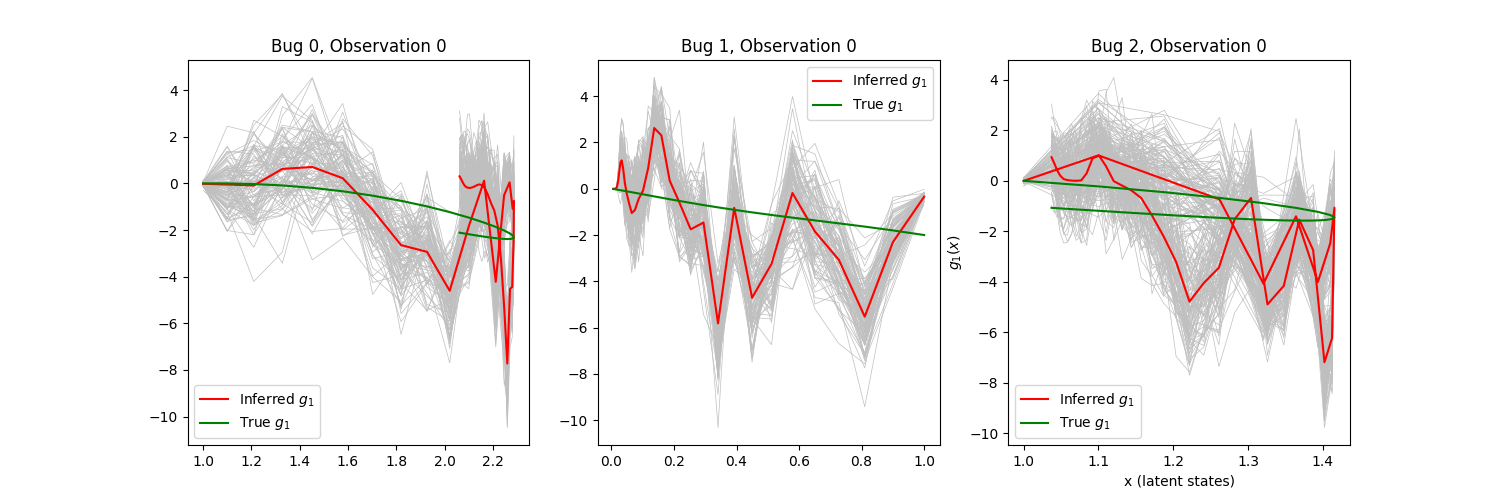 Bug 0, Observation 0
4
2
0
−2
−4
−6
−8
−10
Inferred g₁
True g₁
1.0 1.2 1.4 1.6 1.8 2.0 2.2
Bug 1, Observation 0
4
2
0
−2
−4
−6
−8
−10
Inferred g₁
True g₁
0.0 0.2 0.4 0.6 0.8 1.0
Bug 2, Observation 0
g₁(x)
4
2
0
−2
−4
−6
−8
−10
Inferred g₁
True g₁
1.0 1.1 1.2 1.3 1.4
x (latent states)